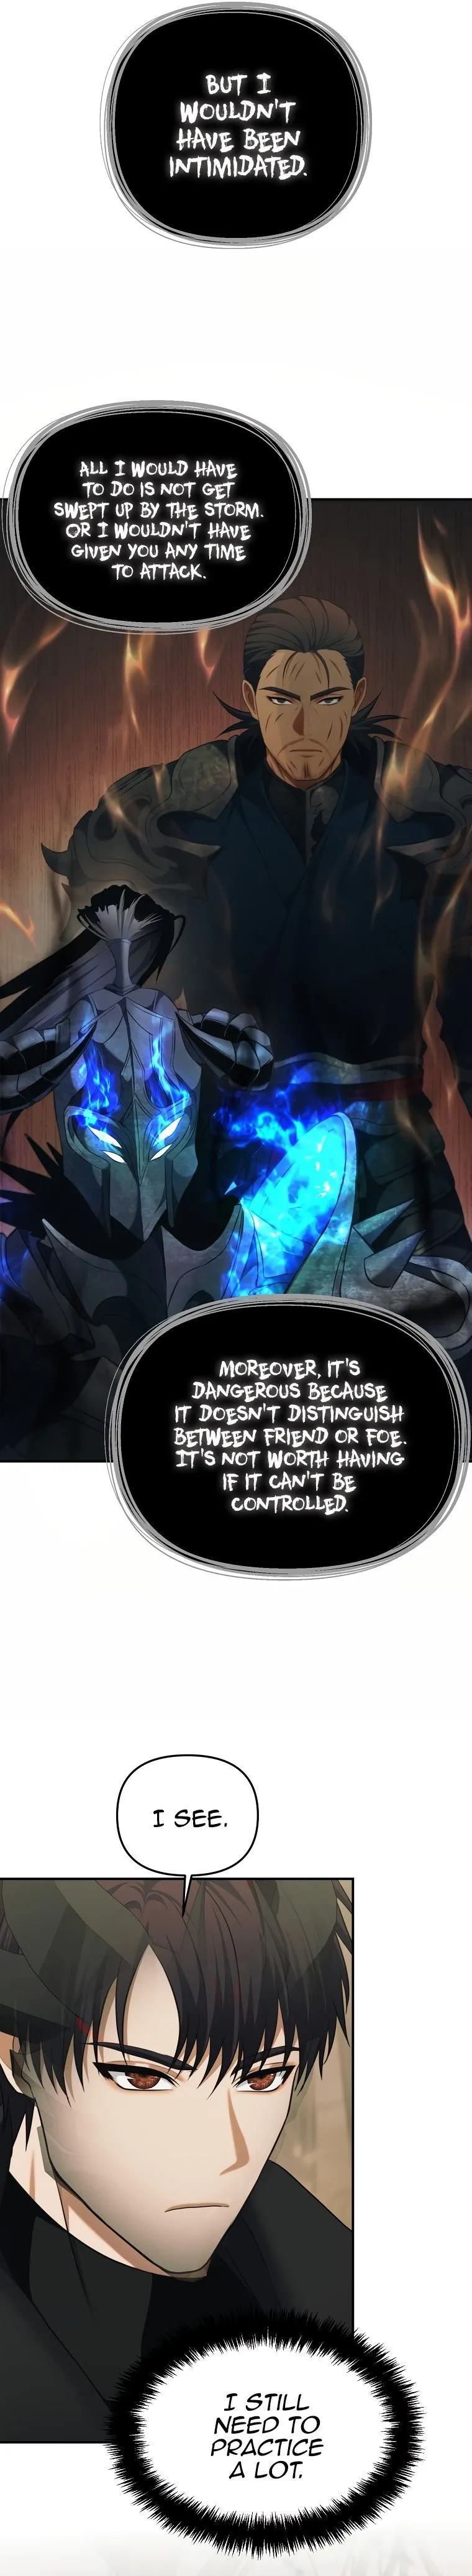 BUT I
WOULDN'T
HAVE BEEN
INTIMIDATED.
ALL I WOULD HAVE
TO DO IS NOT GET
SWEPT UP BY THE STORM.
OR I WOULDN'T HAVE
GIVEN YOU ANY TIME
TO ATTACK.
MOREOVER, IT'S
DANGEROUS BECAUSE
IT DOESN'T DISTINGUISH
BETWEEN FRIEND OR FOE.
IT'S NOT WORTH HAVING
IF IT CAN'T BE
CONTROLLED.
I SEE.
I STILL
NEED TO
PRACTICE
A LOT.